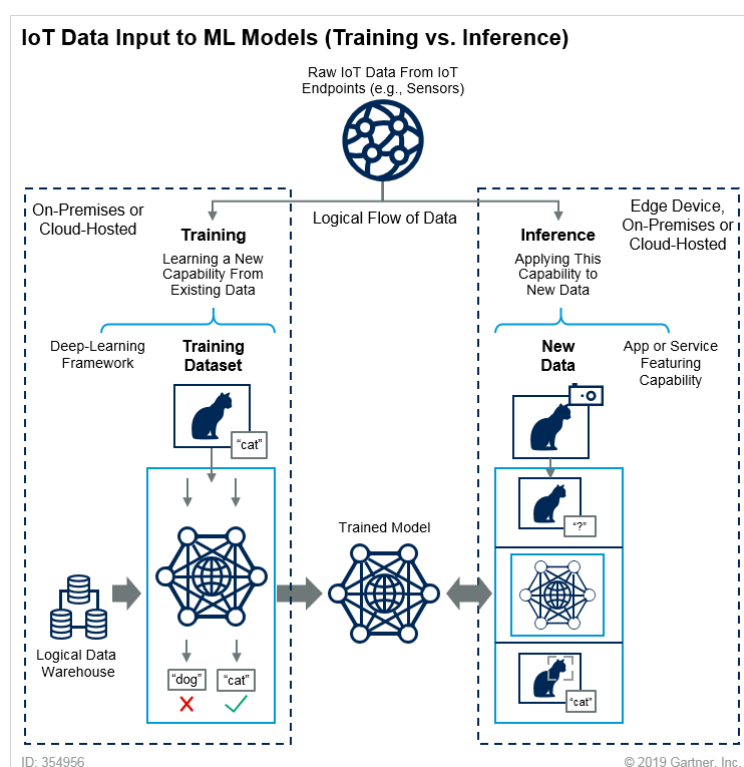 IoT Data Input to ML Models (Training vs. Inference)
Raw IoT Data From IoT
Endpoints (e.g., Sensors)
On-Premises or
Cloud-Hosted
Logical Flow of Data
Edge Device,
On-Premises or
Cloud-Hosted
Training
Learning a New
Capability From
Existing Data
Inference
Applying This
Capability to
New Data
Deep-Learning
Framework
Training
Dataset
New
Data
App or Service
Featuring
Capability
“cat”
“?”
Trained Model
Logical Data
Warehouse
“dog”
“cat”
“cat”
ID: 354956
© 2019 Gartner, Inc.